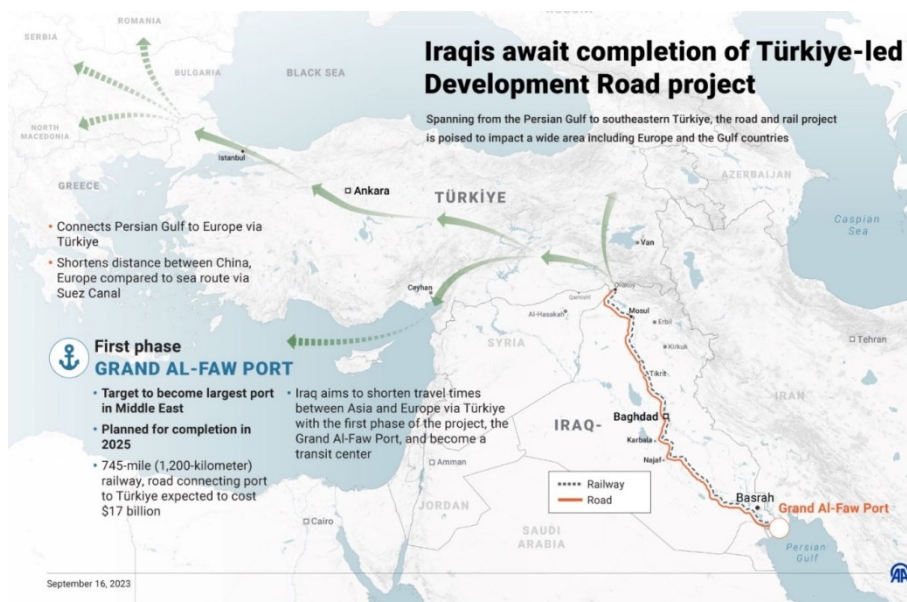 Iraqis await completion of Türkiye-led
Development Road project
Spanning from the Persian Gulf to southeastern Türkiye, the road and rail project
is poised to impact a wide area including Europe and the Gulf countries
ROMANIA
SERBIA
BULGARIA
BLACK SEA
NORTH
MACEDONIA
GREECE
Istanbul
Ankara
TÜRKİYE
AZERBAIJAN
Caspian
Sea
Van
• Connects Persian Gulf to Europe via
Türkiye
• Shortens distance between China,
Europe compared to sea route via
Suez Canal
Ceyhan
Al-Hasakah
Mosul
Erbil
Kirkuk
Tehran
SYRIA
Tikrit
IRAN
First phase
GRAND AL-FAW PORT
• Target to become largest port
in Middle East
• Planned for completion in
2025
• 745-mile (1,200-kilometer)
railway, road connecting port
to Türkiye expected to cost
$17 billion
• Iraq aims to shorten travel times
between Asia and Europe via Türkiye
with the first phase of the project, the
Grand Al-Faw Port, and become a
transit center
IRAQ-
Baghdad
Karbala
Najaf
Amman
JORDAN
Cairo
SAUDI
ARABIA
Railway
Road
Basrah
Grand Al-Faw Port
Persian
Gulf
September 16, 2023
AA